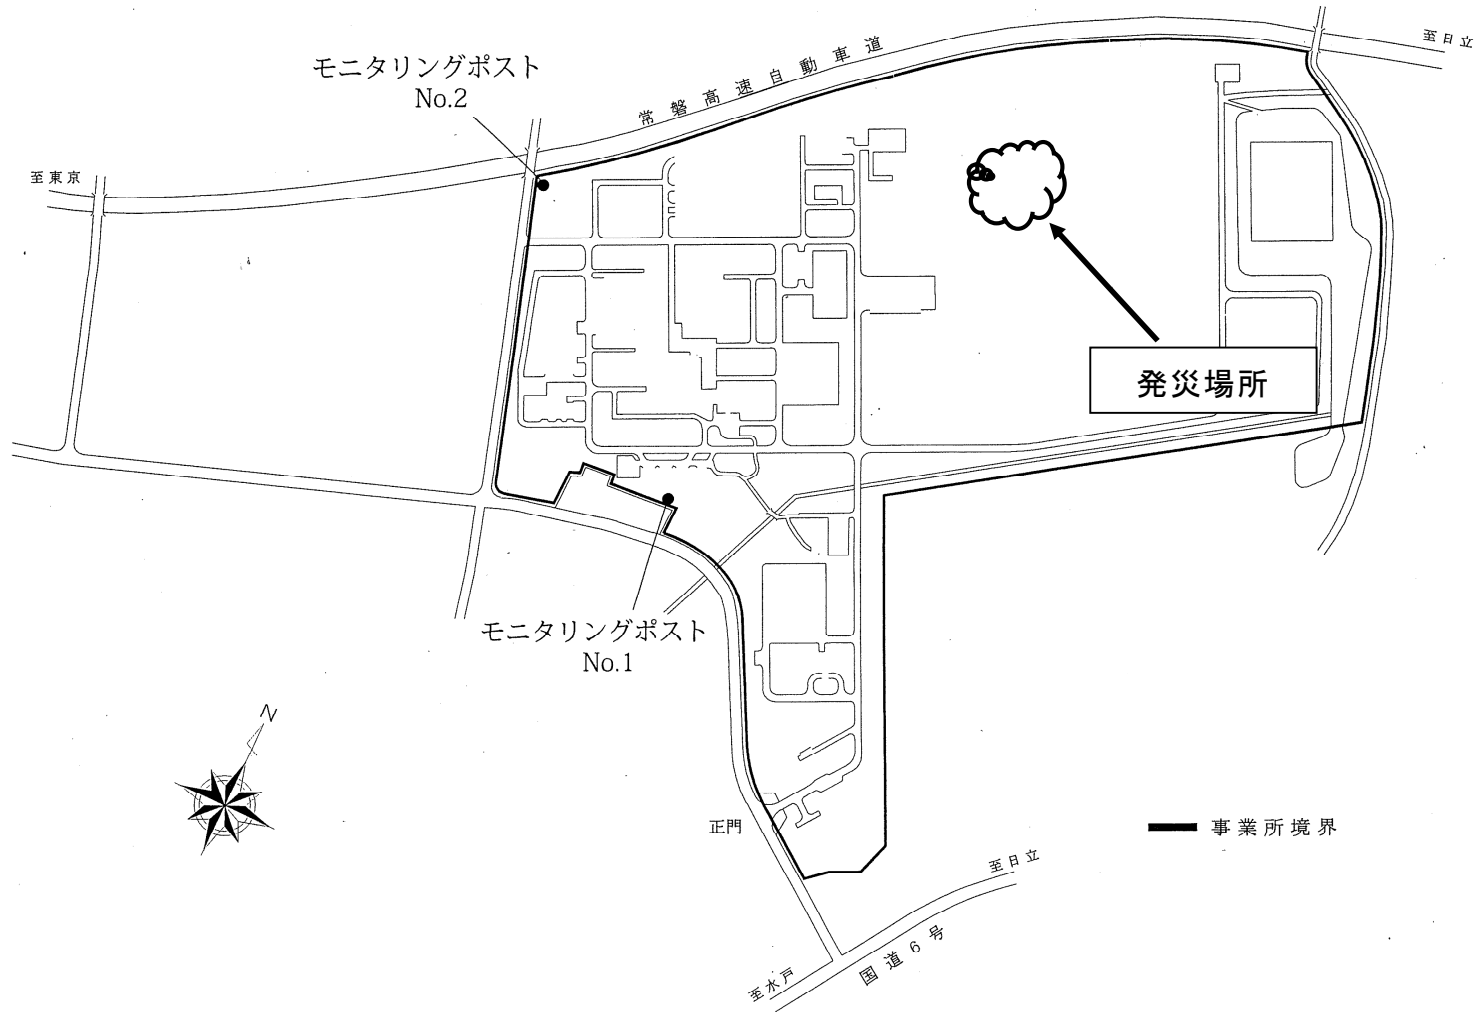 至日立
常磐高速自動車道
モニタリングポスト
No.2
至東京
発災場所
モニタリングポスト
No.1
N
正門
事業所境界
至日立
国道6号
至水戸